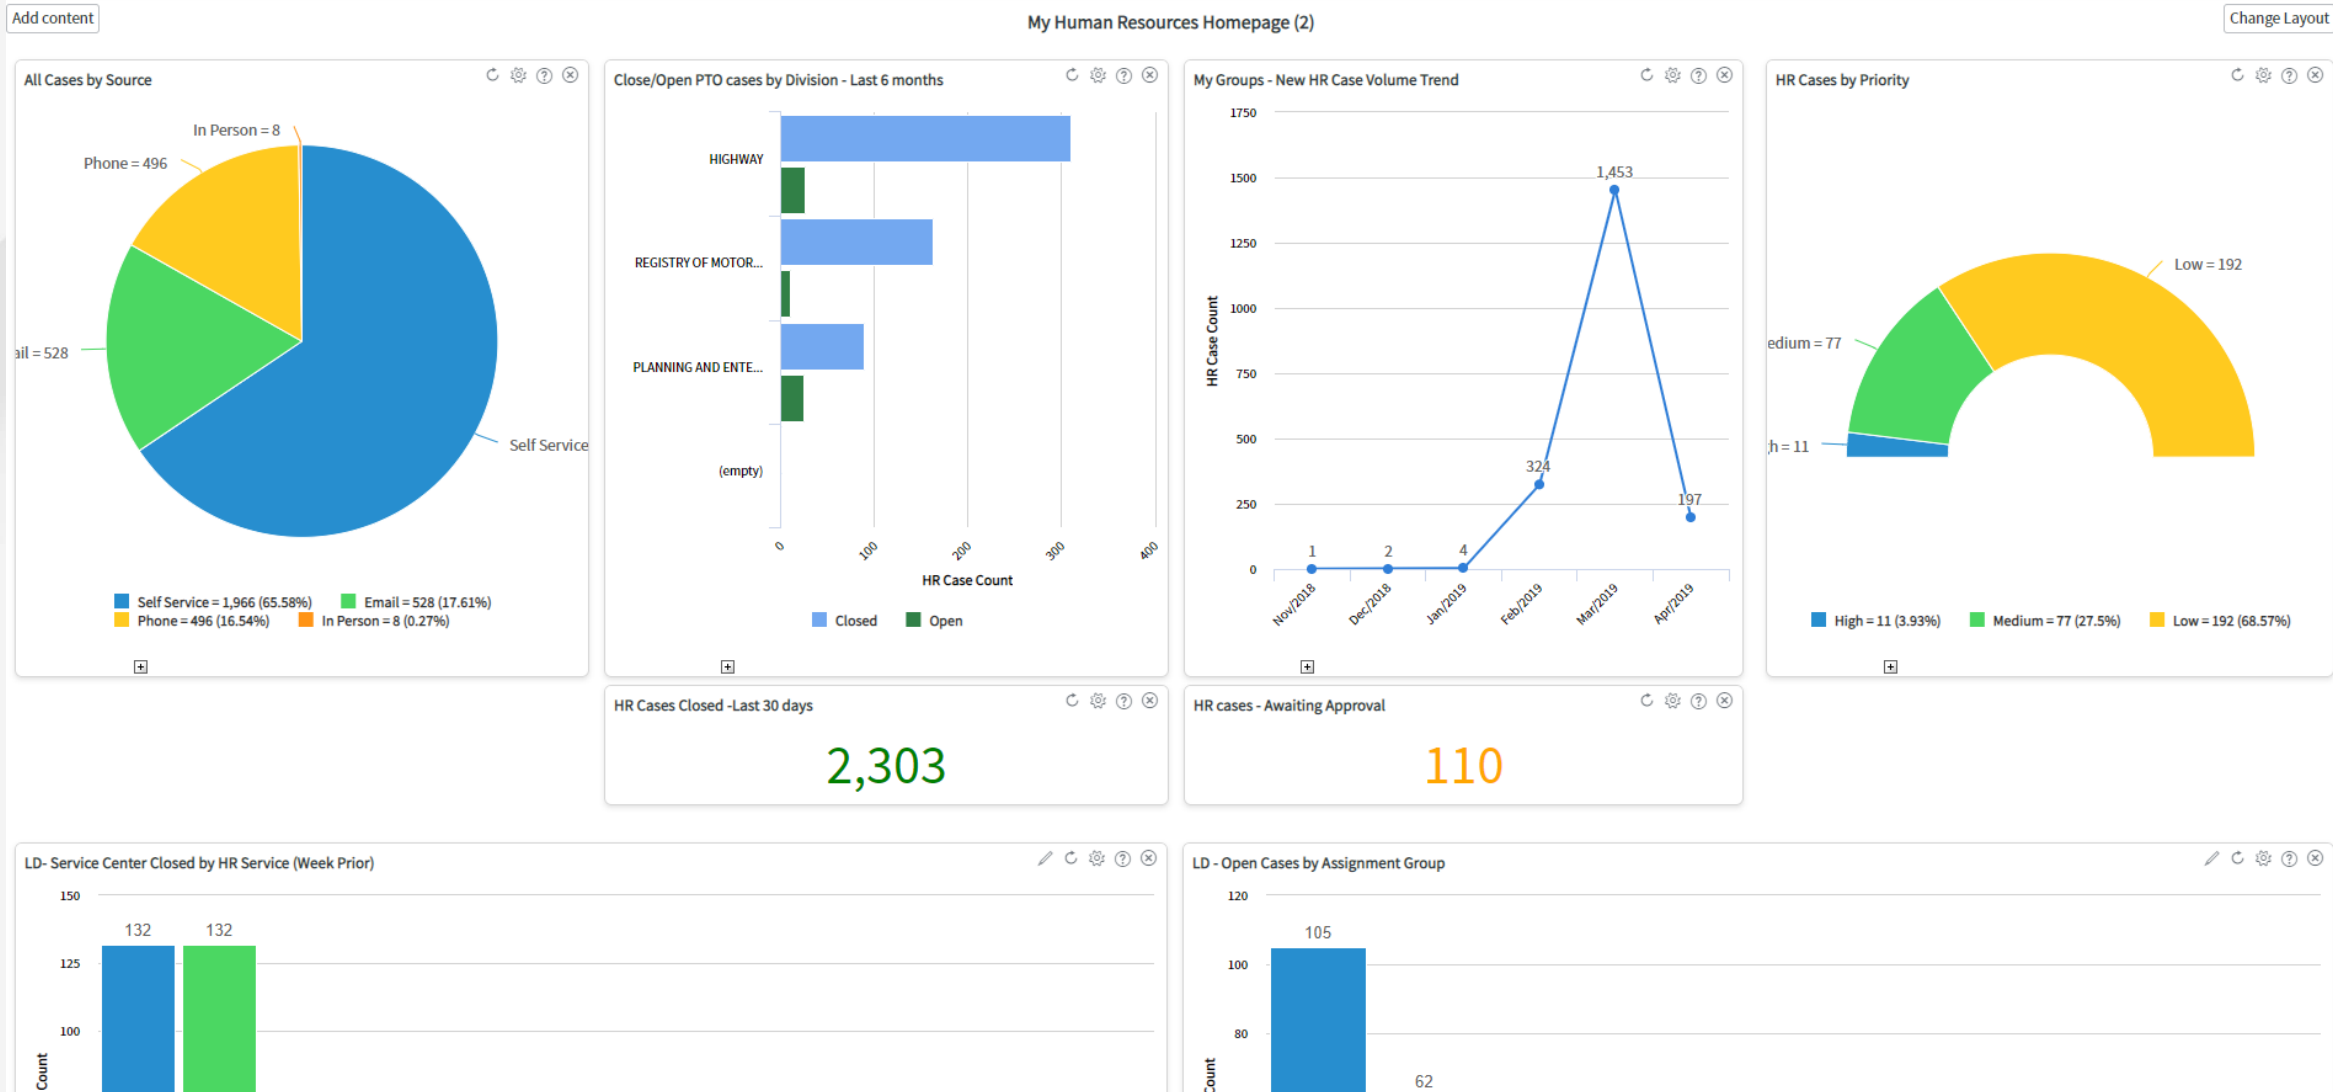 Add content
My Human Resources Homepage (2)
Change Layout
All Cases by Source
In Person = 8
Phone = 496
ail = 528
Self Service
Self Service = 1,966 (65.58%)
Email = 528 (17.61%)
Phone = 496 (16.54%)
In Person = 8 (0.27%)
Close/Open PTO cases by Division - Last 6 months
HIGHWAY
REGISTRY OF MOTOR...
PLANNING AND ENTE...
(empty)
0
100
200
300
400
HR Case Count
Closed
Open
My Groups - New HR Case Volume Trend
1750
1500
1250
1000
750
500
250
0
HR Case Count
1
2
4
324
1,453
197
Nov/2018
Dec/2018
Jan/2019
Feb/2019
Mar/2019
Apr/2019
HR Cases by Priority
Low = 192
edium = 77
h = 11
High = 11 (3.93%)
Medium = 77 (27.5%)
Low = 192 (68.57%)
HR Cases Closed -Last 30 days
2,303
HR cases - Awaiting Approval
110
LD- Service Center Closed by HR Service (Week Prior)
150
125
100
Count
132
132
LD - Open Cases by Assignment Group
120
100
80
Count
105
62